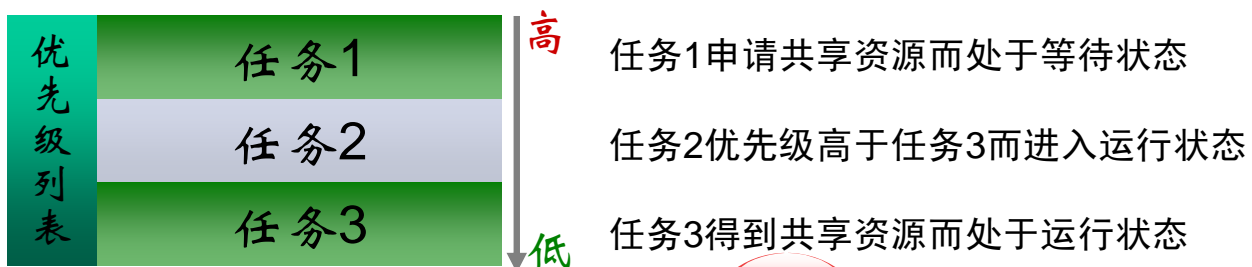 优先级列表
任务1
任务2
任务3
高
低
任务1申请共享资源而处于等待状态
任务2优先级高于任务3而进入运行状态
任务3得到共享资源而处于运行状态